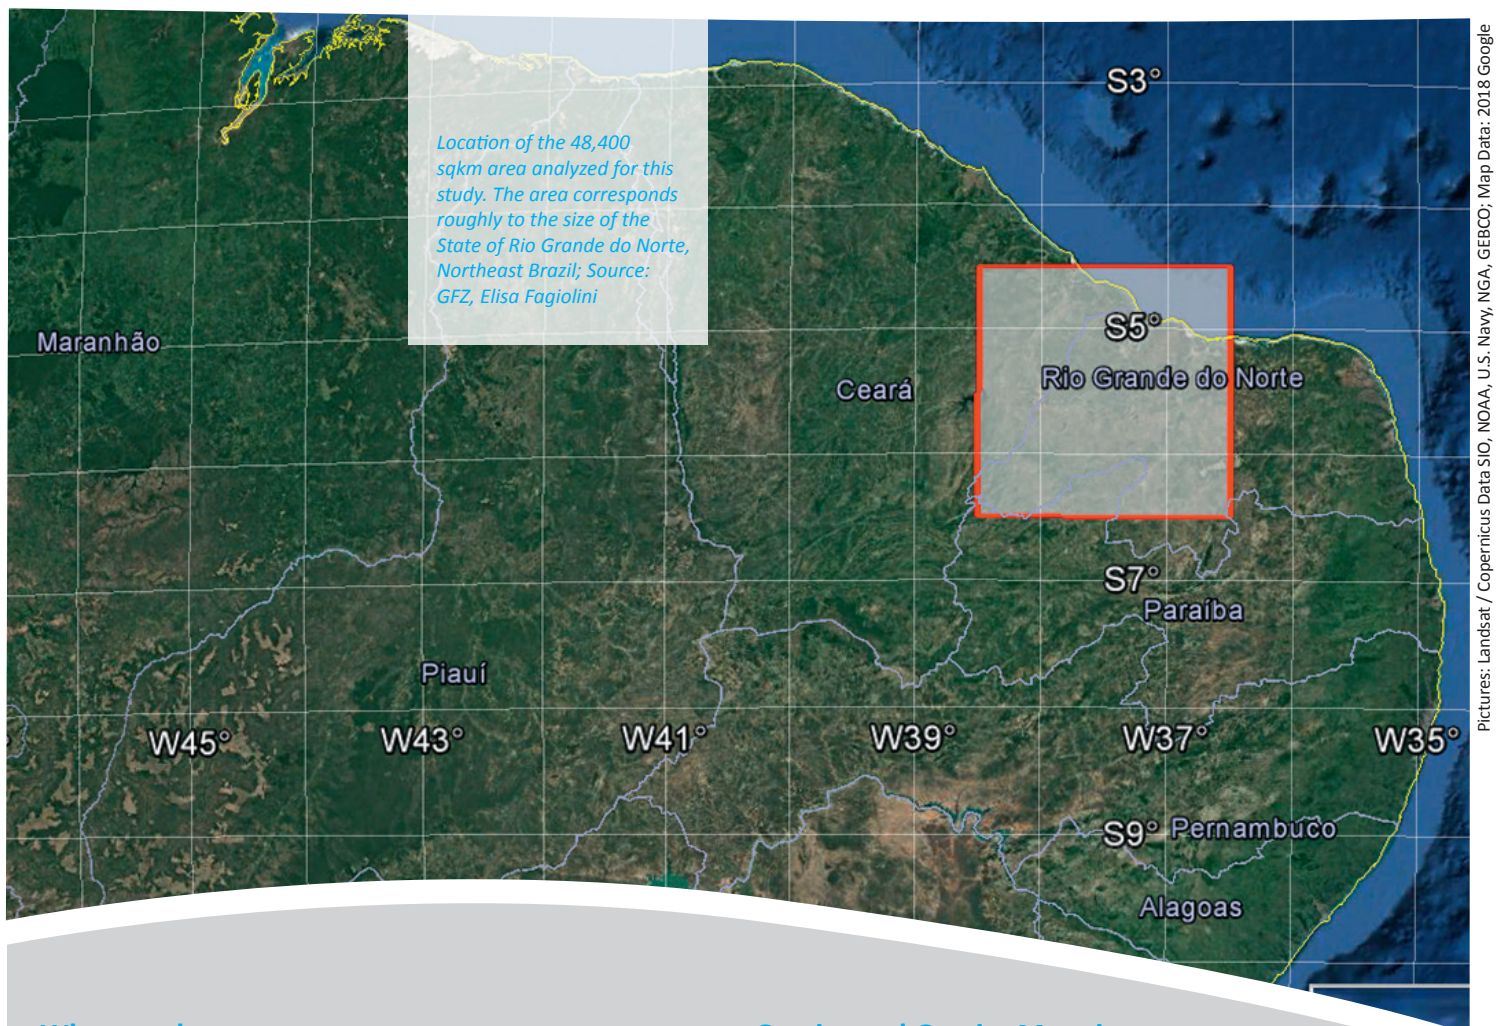 S3°
Location of the 48,400
sqkm area analyzed for this
study. The area corresponds
roughly to the size of the
State of Rio Grande do Norte,
Northeast Brazil; Source:
GFZ, Elisa Fagiolini
S5°
Maranhão
Ceará
Rio Grande do Norte
S7°
Paraíba
Piauí
W45°
W43°
W41°
W39°
W37°
W35°
S9°
Pernambuco
Alagoas
Pictures: Landsat / Copernicus Data SIO, NOAA, U.S. Navy, NGA, GEBCO; Map Data: 2018 Google